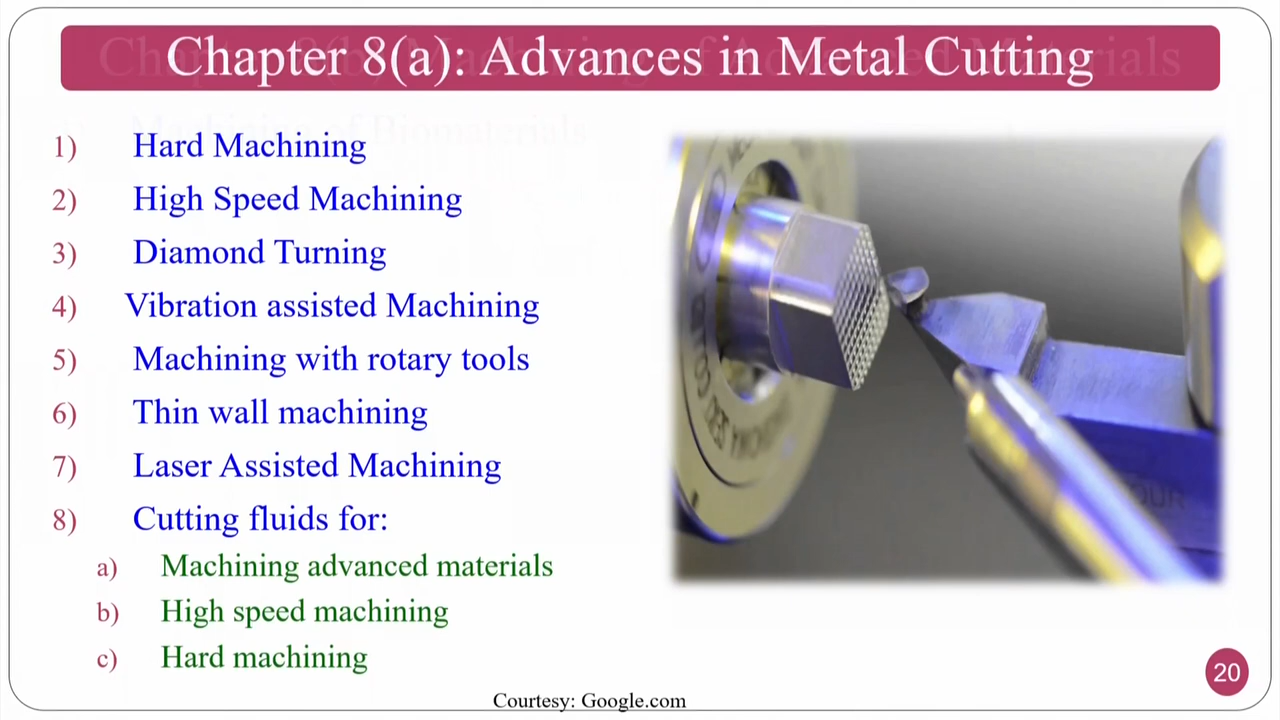 Chapter 8(a): Advances in Metal Cutting
1) Hard Machining
2) High Speed Machining
3) Diamond Turning
4) Vibration assisted Machining
5) Machining with rotary tools
6) Thin wall machining
7) Laser Assisted Machining
8) Cutting fluids for:
a) Machining advanced materials
b) High speed machining
c) Hard machining
20
Courtesy: Google.com